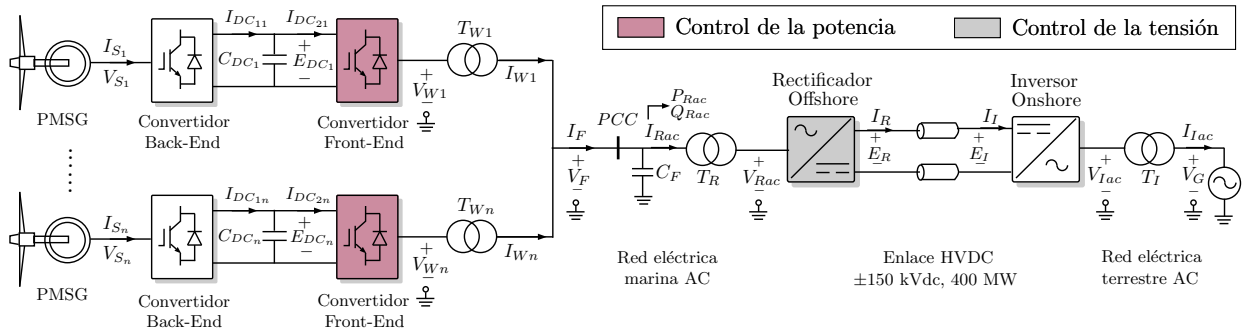 Control de la potencia
Control de la tensión
I_{S_1}
V_{S_1}
PMSG
I_{DC_{11}}
I_{DC_{21}}
C_{DC_1}
+
E_{DC_1}
−
Convertidor
Back-End
Convertidor
Front-End
+
V_{W1}
−
T_{W1}
I_{W1}
I_{S_n}
V_{S_n}
PMSG
I_{DC_{1n}}
I_{DC_{2n}}
C_{DC_n}
+
E_{DC_n}
−
Convertidor
Back-End
Convertidor
Front-End
+
V_{Wn}
−
T_{Wn}
I_{Wn}
I_F
+
V_F
−
PCC
P_{Rac}
Q_{Rac}
I_{Rac}
C_F
T_R
+
V_{Rac}
−
Red eléctrica
marina AC
Rectificador
Offshore
I_R
+
E_R
−
I_I
+
E_I
−
Enlace HVDC
±150 kVdc, 400 MW
Inversor
Onshore
+
V_{Iac}
−
T_I
I_{Iac}
+
V_G
−
Red eléctrica
terrestre AC